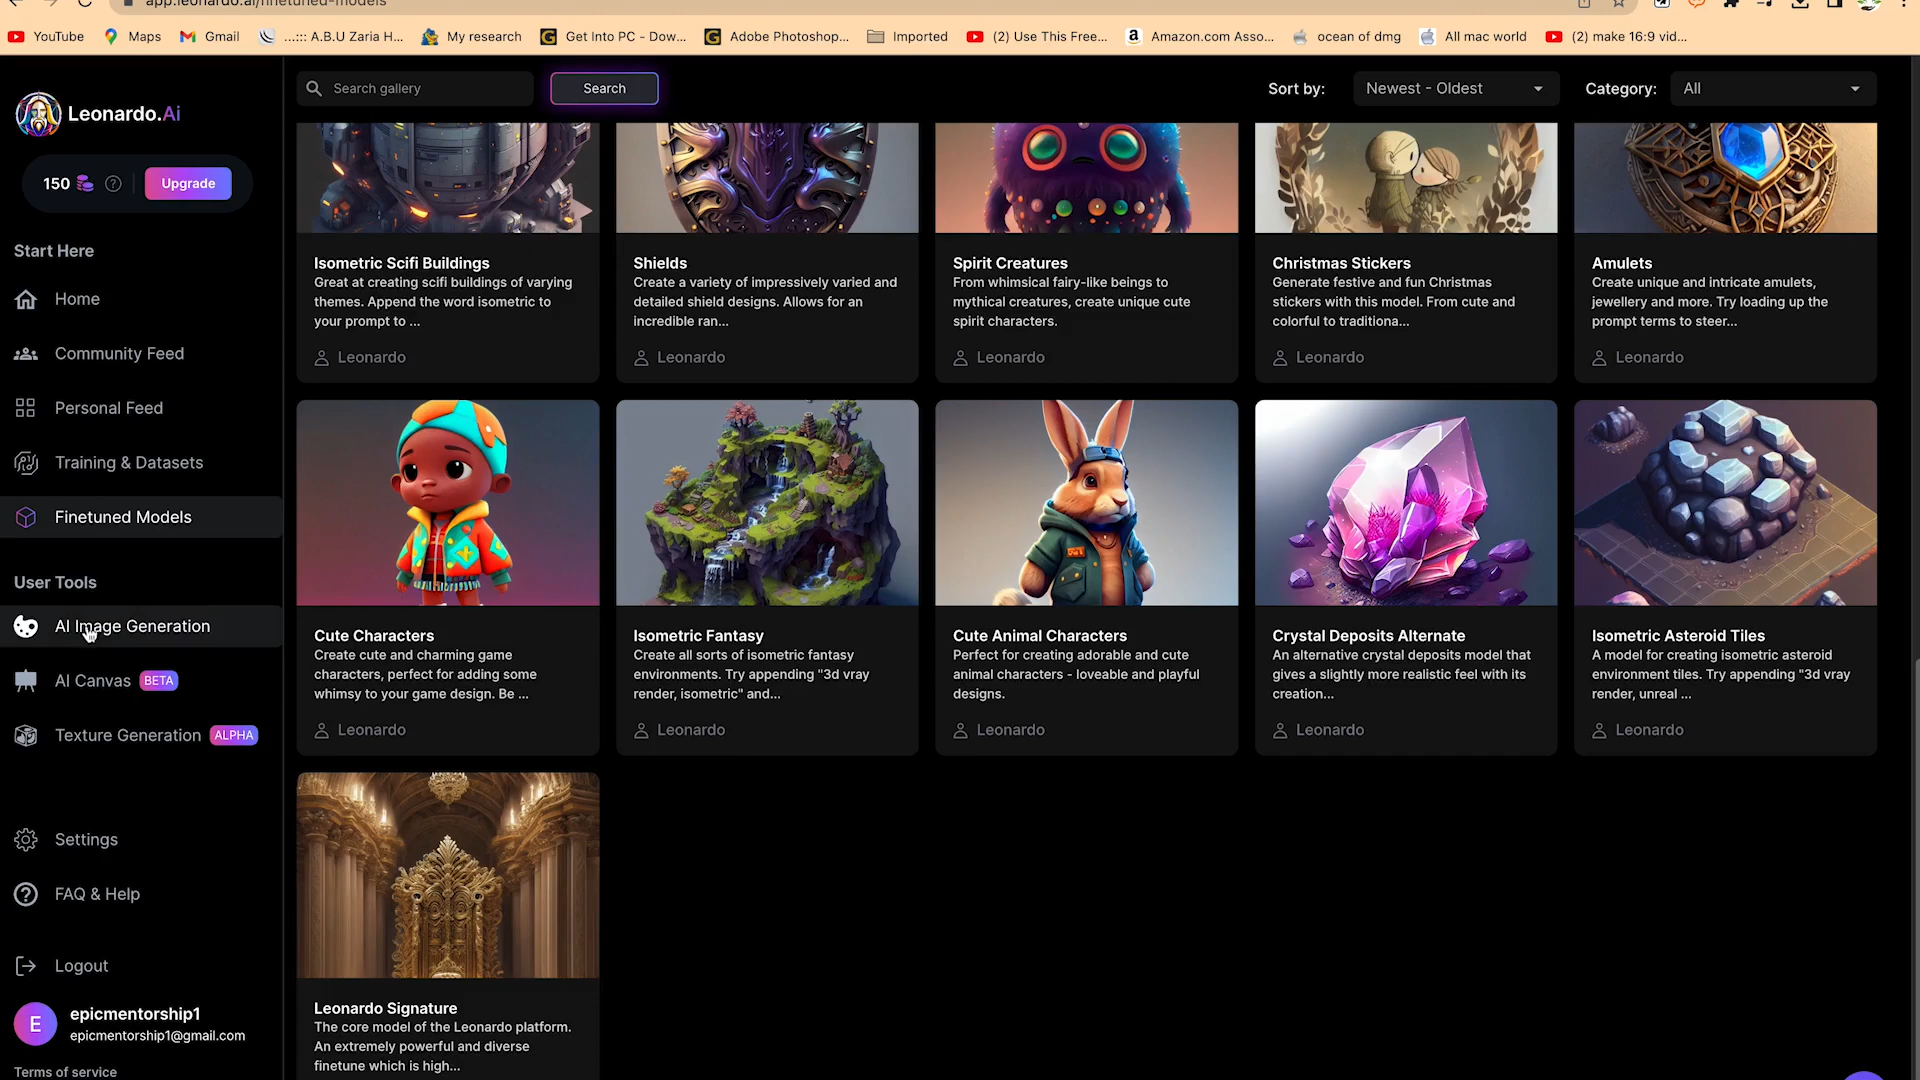 app.leonardo.ai/finetuned-models
YouTube
Maps
Gmail
...::: A.B.U Zaria H...
My research
Get Into PC - Dow...
Adobe Photoshop...
Imported
(2) Use This Free...
Amazon.com Asso...
ocean of dmg
All mac world
(2) make 16:9 vid...
Leonardo.Ai
150
Upgrade
Start Here
Home
Community Feed
Personal Feed
Training & Datasets
Finetuned Models
User Tools
AI Image Generation
AI Canvas BETA
Texture Generation ALPHA
Settings
FAQ & Help
Logout
E
epicmentorship1
epicmentorship1@gmail.com
Terms of service
Search gallery
Search
Sort by:
Newest - Oldest
Category:
All
Isometric Scifi Buildings
Great at creating scifi buildings of varying
themes. Append the word isometric to
your prompt to ...
Leonardo
Shields
Create a variety of impressively varied and
detailed shield designs. Allows for an
incredible ran...
Leonardo
Spirit Creatures
From whimsical fairy-like beings to
mythical creatures, create unique cute
spirit characters.
Leonardo
Christmas Stickers
Generate festive and fun Christmas
stickers with this model. From cute and
colorful to traditiona...
Leonardo
Amulets
Create unique and intricate amulets,
jewellery and more. Try loading up the
prompt terms to steer...
Leonardo
Cute Characters
Create cute and charming game
characters, perfect for adding some
whimsy to your game design. Be ...
Leonardo
Isometric Fantasy
Create all sorts of isometric fantasy
environments. Try appending "3d vray
render, isometric" and...
Leonardo
Cute Animal Characters
Perfect for creating adorable and cute
animal characters - loveable and playful
designs.
Leonardo
Crystal Deposits Alternate
An alternative crystal deposits model that
gives a slightly more realistic feel with its
creation...
Leonardo
Isometric Asteroid Tiles
A model for creating isometric asteroid
environment tiles. Try appending "3d vray
render, unreal ...
Leonardo
Leonardo Signature
The core model of the Leonardo platform.
An extremely powerful and diverse
finetune which is high...